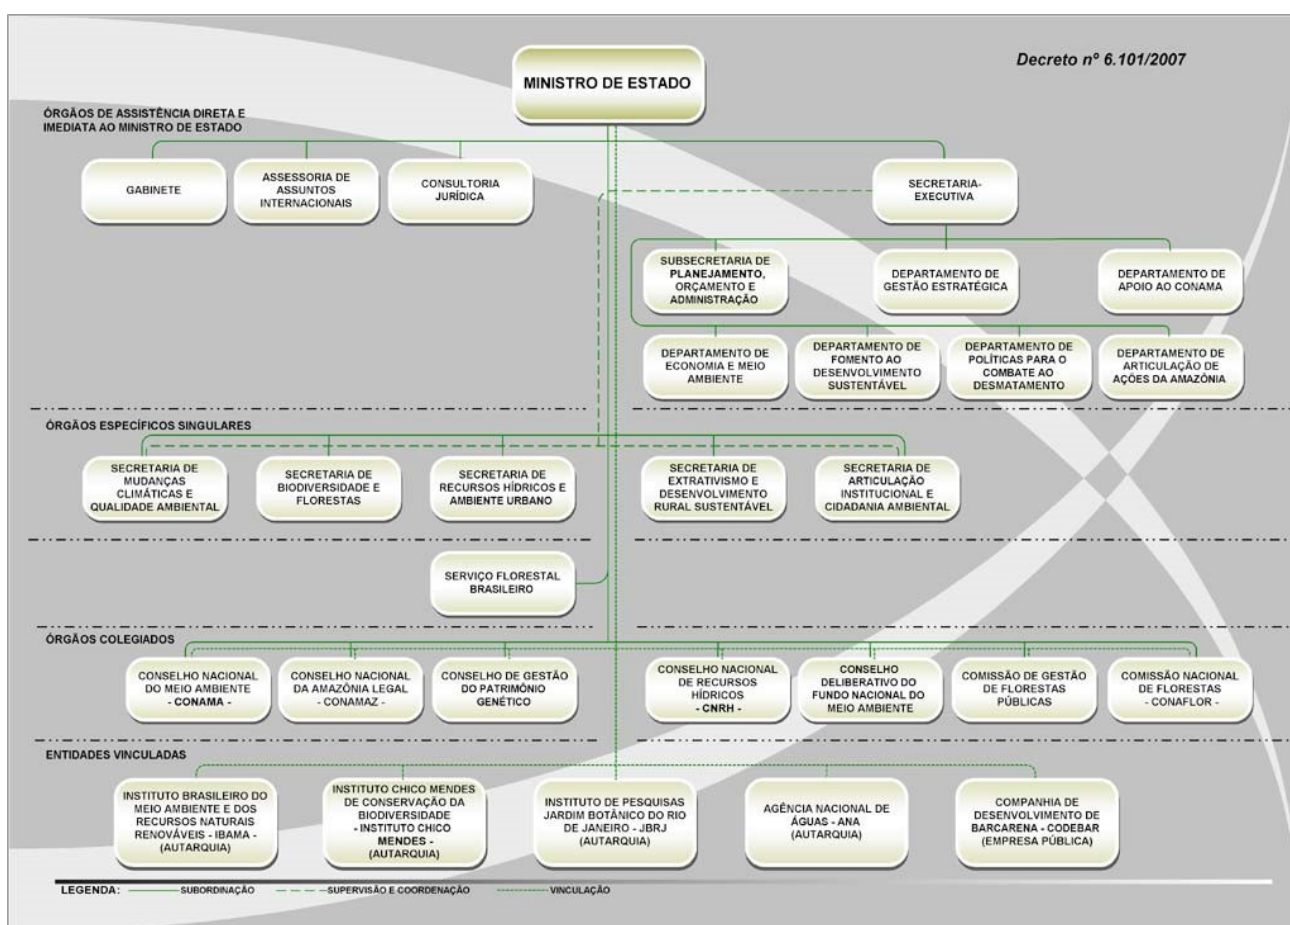 Decreto nº 6.101/2007
MINISTRO DE ESTADO
ÓRGÃOS DE ASSISTÊNCIA DIRETA E
IMEDIATA AO MINISTRO DE ESTADO
GABINETE
ASSESSORIA DE
ASSUNTOS
INTERNACIONAIS
CONSULTORIA
JURÍDICA
SECRETARIA-
EXECUTIVA
SUBSECRETARIA DE
PLANEJAMENTO,
ORÇAMENTO E
ADMINISTRAÇÃO
DEPARTAMENTO DE
GESTÃO ESTRATÉGICA
DEPARTAMENTO DE
APOIO AO CONAMA
DEPARTAMENTO DE
ECONOMIA E MEIO
AMBIENTE
DEPARTAMENTO DE
FOMENTO AO
DESENVOLVIMENTO
SUSTENTÁVEL
DEPARTAMENTO DE
POLÍTICAS PARA O
COMBATE AO
DESMATAMENTO
DEPARTAMENTO DE
ARTICULAÇÃO DE
AÇÕES DA AMAZÔNIA
ÓRGÃOS ESPECÍFICOS SINGULARES
SECRETARIA DE
MUDANÇAS
CLIMÁTICAS E
QUALIDADE AMBIENTAL
SECRETARIA DE
BIODIVERSIDADE E
FLORESTAS
SECRETARIA DE
RECURSOS HÍDRICOS E
AMBIENTE URBANO
SECRETARIA DE
EXTRATIVISMO E
DESENVOLVIMENTO
RURAL SUSTENTÁVEL
SECRETARIA DE
ARTICULAÇÃO
INSTITUCIONAL E
CIDADANIA AMBIENTAL
SERVIÇO FLORESTAL
BRASILEIRO
ÓRGÃOS COLEGIADOS
CONSELHO NACIONAL
DO MEIO AMBIENTE
- CONAMA -
CONSELHO NACIONAL
DA AMAZÔNIA LEGAL
- CONAMAZ -
CONSELHO DE GESTÃO
DO PATRIMÔNIO
GENÉTICO
CONSELHO NACIONAL
DE RECURSOS
HÍDRICOS
- CNRH -
CONSELHO
DELIBERATIVO DO
FUNDO NACIONAL DO
MEIO AMBIENTE
COMISSÃO DE GESTÃO
DE FLORESTAS
PÚBLICAS
COMISSÃO NACIONAL
DE FLORESTAS
- CONAFLOR -
ENTIDADES VINCULADAS
INSTITUTO BRASILEIRO DO
MEIO AMBIENTE E DOS
RECURSOS NATURAIS
RENOVÁVEIS - IBAMA -
(AUTARQUIA)
INSTITUTO CHICO MENDES
DE CONSERVAÇÃO DA
BIODIVERSIDADE
- INSTITUTO CHICO
MENDES -
(AUTARQUIA)
INSTITUTO DE PESQUISAS
JARDIM BOTÂNICO DO RIO
DE JANEIRO - JBRJ
(AUTARQUIA)
AGÊNCIA NACIONAL DE
ÁGUAS - ANA
(AUTARQUIA)
COMPANHIA DE
DESENVOLVIMENTO DE
BARCARENA - CODEBAR
(EMPRESA PÚBLICA)
LEGENDA: SUBORDINAÇÃO SUPERVISÃO E COORDENAÇÃO VINCULAÇÃO